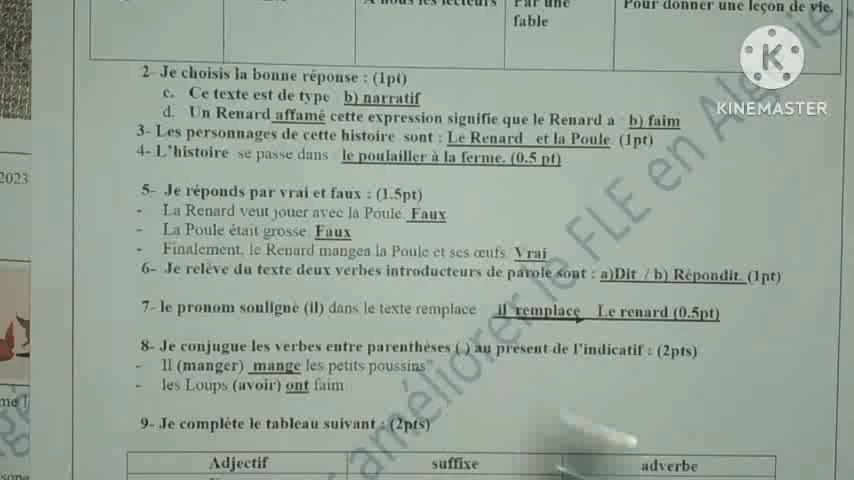 A nous les lecteurs Par une Pour donner une leçon de vie.
fable
KINEMASTER
2- Je choisis la bonne réponse : (1pt)
c. Ce texte est de type b) narratif
d. Un Renard affamé cette expression signifie que le Renard a b) faim
3- Les personnages de cette histoire sont : Le Renard et la Poule (1pt)
4- L'histoire se passe dans le poulailler à la ferme. (0.5 pt)
2023
5- Je réponds par vrai et faux : (1.5pt)
- La Renard veut jouer avec la Poule. Faux
- La Poule était grosse. Faux
- Finalement, le Renard mangea la Poule et ses œufs. Vrai
6- Je relève du texte deux verbes introducteurs de parole sont : a)Dit / b) Répondit. (1pt)
7- le pronom souligné (il) dans le texte remplace il remplace Le renard (0.5pt)
8- Je conjugue les verbes entre parenthèses ( ) au présent de l'indicatif : (2pts)
- Il (manger) mange les petits poussins"
- les Loups (avoir) ont faim
9- Je complète le tableau suivant : (2pts)
Adjectif suffixe adverbe
améliorer le FLE en Algérie